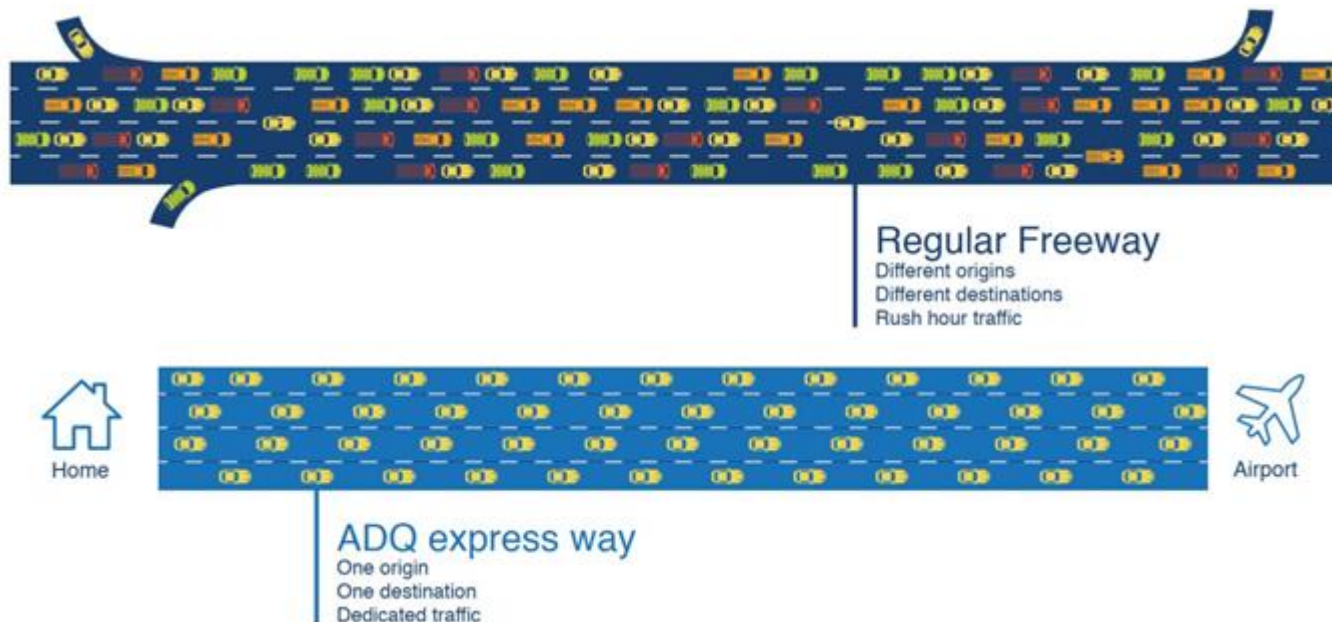 Regular Freeway
Different origins
Different destinations
Rush hour traffic
Home
Airport
ADQ express way
One origin
One destination
Dedicated traffic